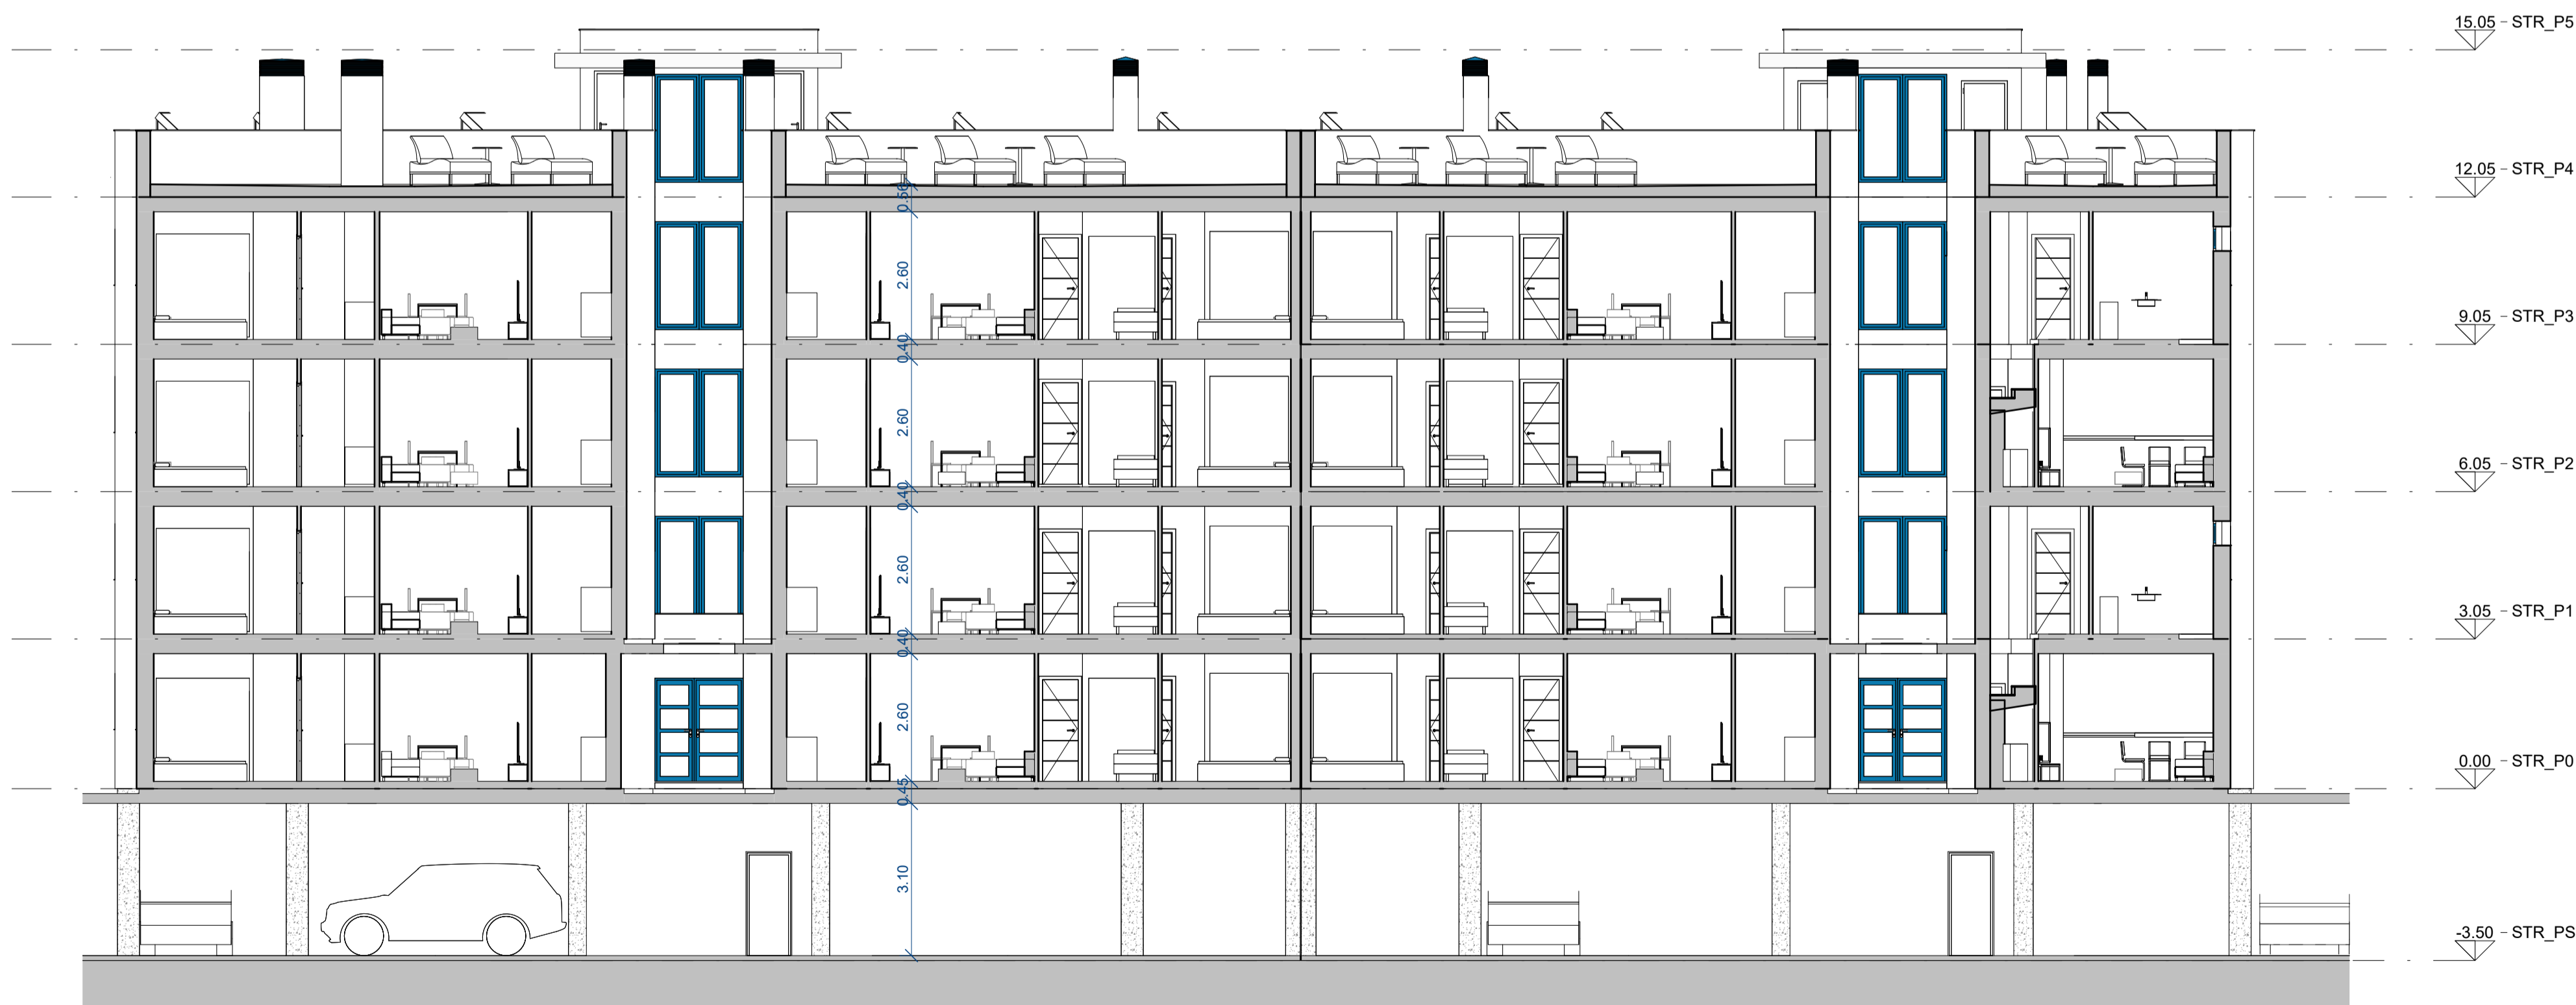 15.05 - STR_P5
12.05 - STR_P4
0.56
2.60
9.05 - STR_P3
0.40
2.60
6.05 - STR_P2
0.40
2.60
3.05 - STR_P1
0.40
2.60
0.00 - STR_P0
0.45
3.10
-3.50 - STR_PS